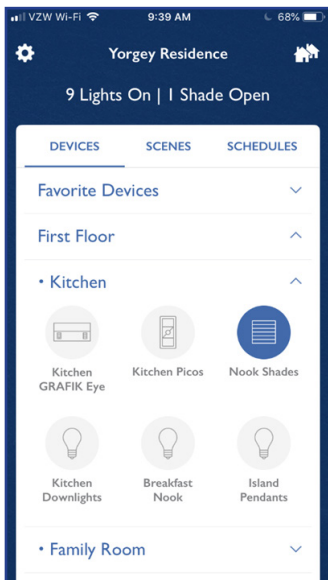 VZW Wi-Fi 9:39 AM 68%
Yorgey Residence
9 Lights On | 1 Shade Open
DEVICES SCENES SCHEDULES
Favorite Devices
First Floor
• Kitchen
Kitchen
GRAFIK Eye
Kitchen Picos
Nook Shades
Kitchen
Downlights
Breakfast
Nook
Island
Pendants
• Family Room